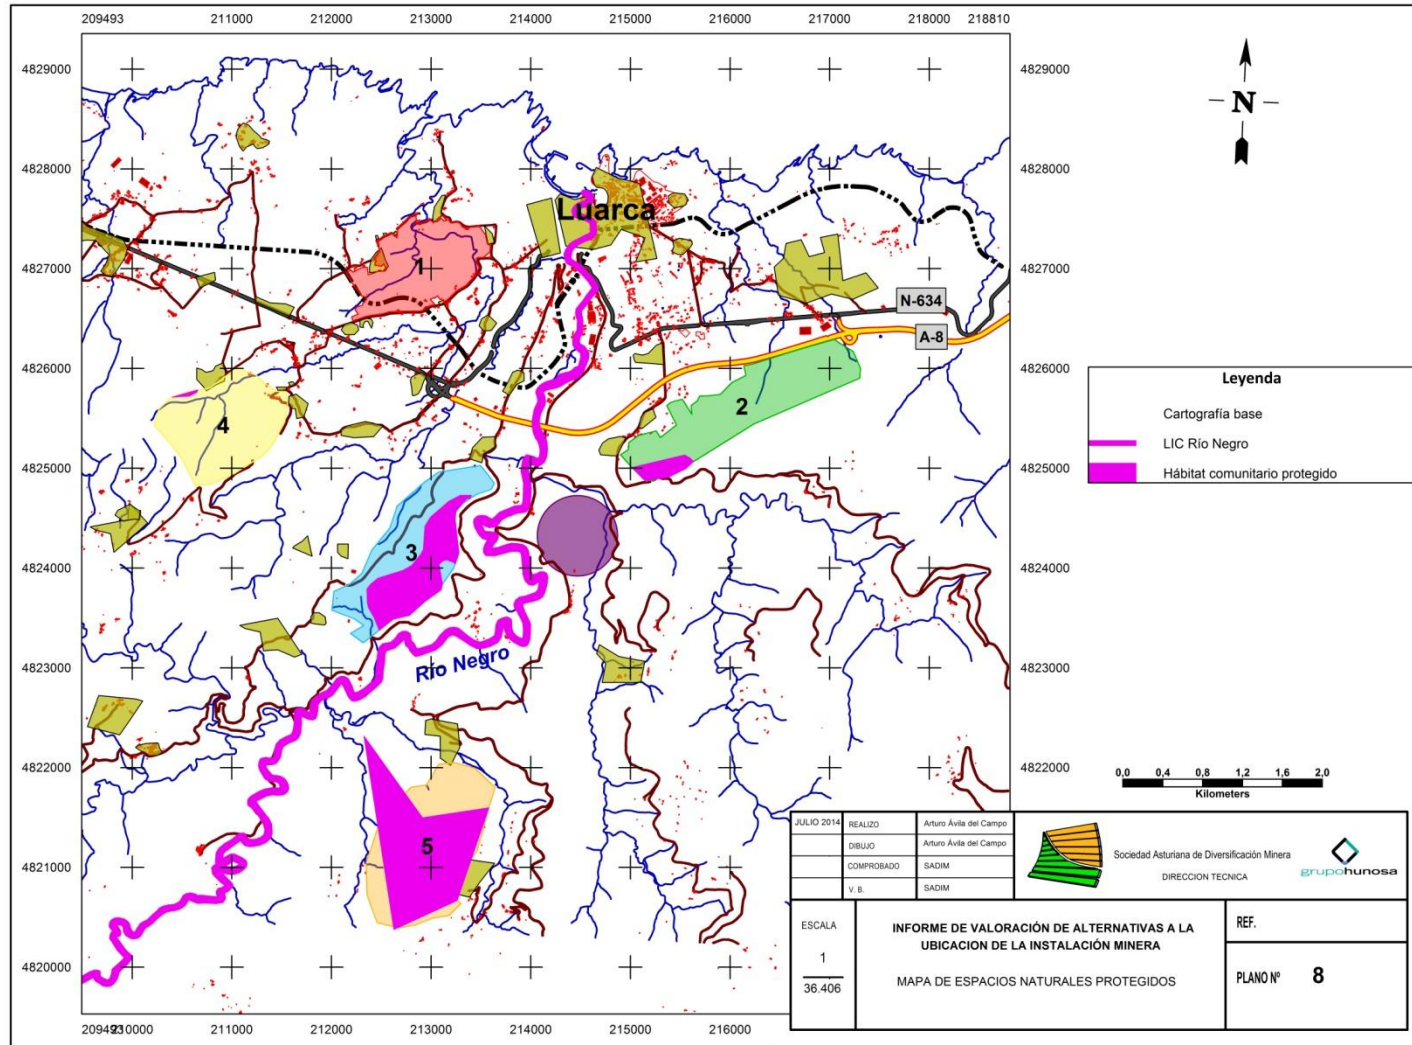 209493 211000 212000 213000 214000 215000 216000 217000 218000 218810
4829000 4829000
N
4828000 4828000
Luarca
4827000 1 4827000
N-634
A-8
4826000 4826000
2
4
4825000 4825000
3
4824000 4824000
4823000 Río Negro 4823000
4822000 4822000
5
4821000
4820000
209493 210000 211000 212000 213000 214000 215000 216000
Leyenda
Cartografía base
LIC Río Negro
Hábitat comunitario protegido
0,0 0,4 0,8 1,2 1,6 2,0
Kilometers
JULIO 2014 REALIZO Arturo Ávila del Campo
DIBUJO Arturo Ávila del Campo
COMPROBADO SADIM
V. B. SADIM
Sociedad Asturiana de Diversificación Minera
DIRECCION TECNICA
grupohunosa
ESCALA
1
36.406
INFORME DE VALORACIÓN DE ALTERNATIVAS A LA
UBICACION DE LA INSTALACIÓN MINERA
MAPA DE ESPACIOS NATURALES PROTEGIDOS
REF.
PLANO Nº 8